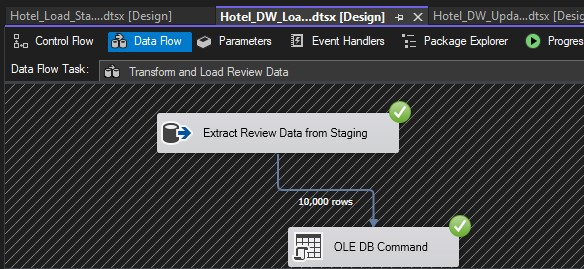 Hotel_Load_Sta....dtsx [Design]
Hotel_DW_Loa...dtsx [Design]
Hotel_DW_Upda...dtsx [Design]
Control Flow
Data Flow
Parameters
Event Handlers
Package Explorer
Progres
Data Flow Task:
Transform and Load Review Data
Extract Review Data from Staging
10,000 rows
OLE DB Command